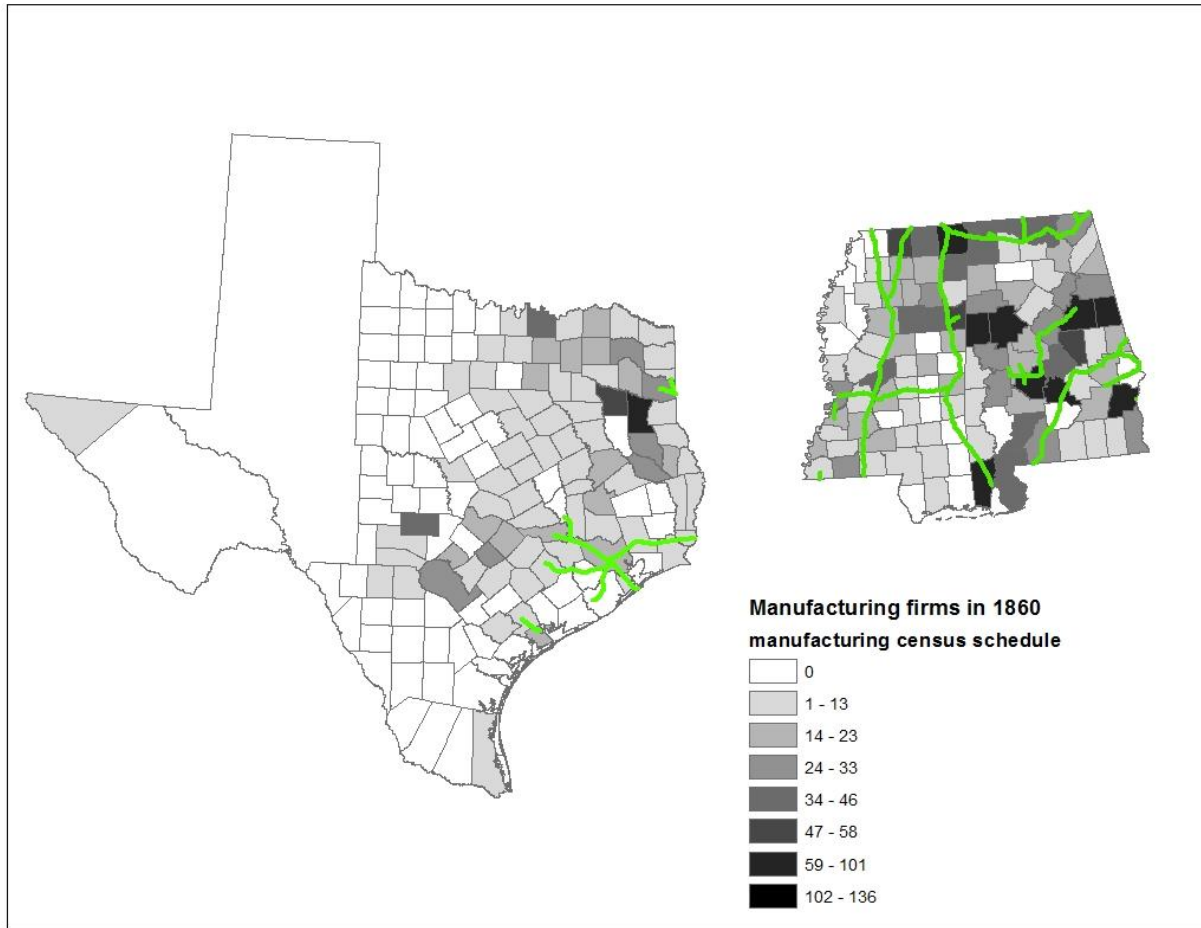 Manufacturing firms in 1860
manufacturing census schedule
0
1 - 13
14 - 23
24 - 33
34 - 46
47 - 58
59 - 101
102 - 136